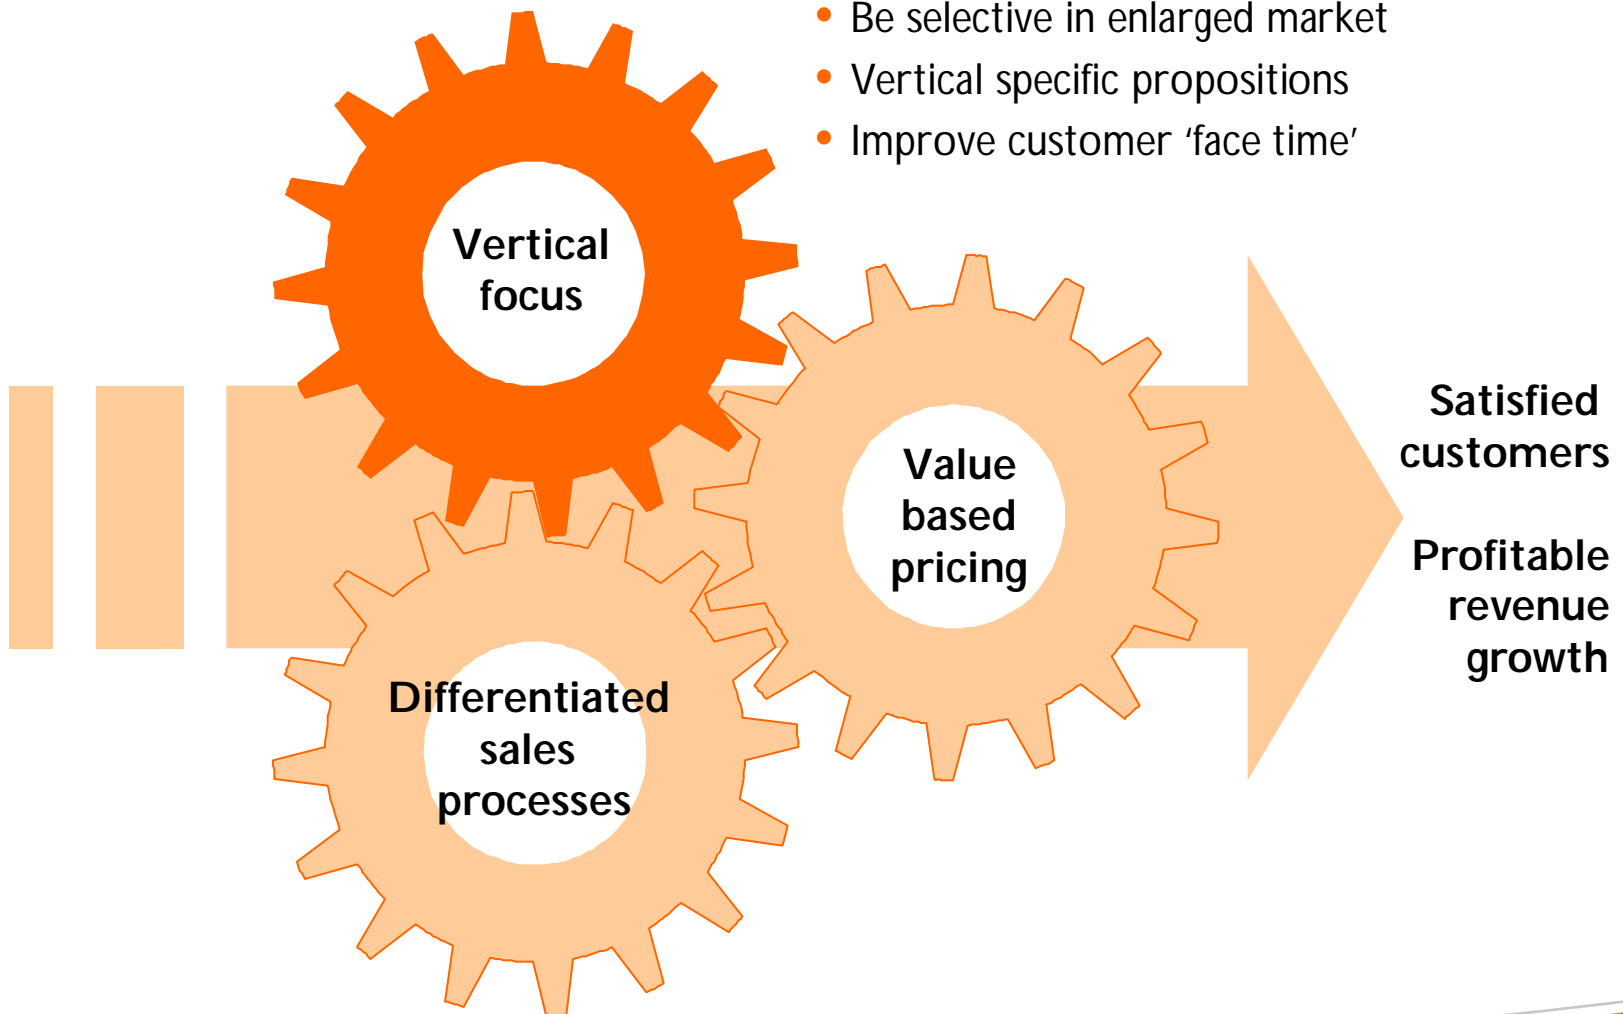 • Be selective in enlarged market
• Vertical specific propositions
• Improve customer ‘face time’
Vertical
focus
Value
based
pricing
Differentiated
sales
processes
Satisfied
customers
Profitable
revenue
growth